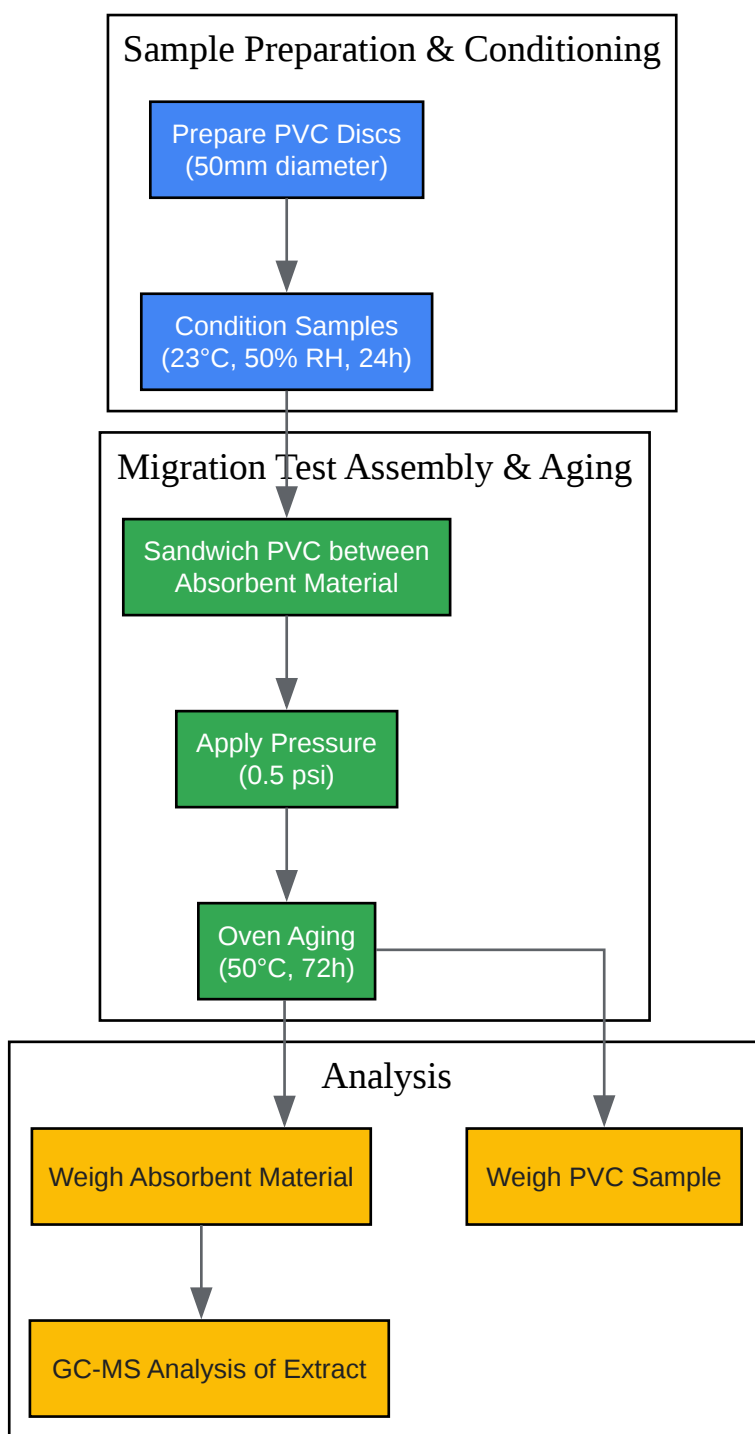 Sample Preparation & Conditioning
Prepare PVC Discs
(50mm diameter)
Condition Samples
(23°C, 50% RH, 24h)
Migration Test Assembly & Aging
Sandwich PVC between
Absorbent Material
Apply Pressure
(0.5 psi)
Oven Aging
(50°C, 72h)
Analysis
Weigh Absorbent Material
Weigh PVC Sample
GC-MS Analysis of Extract